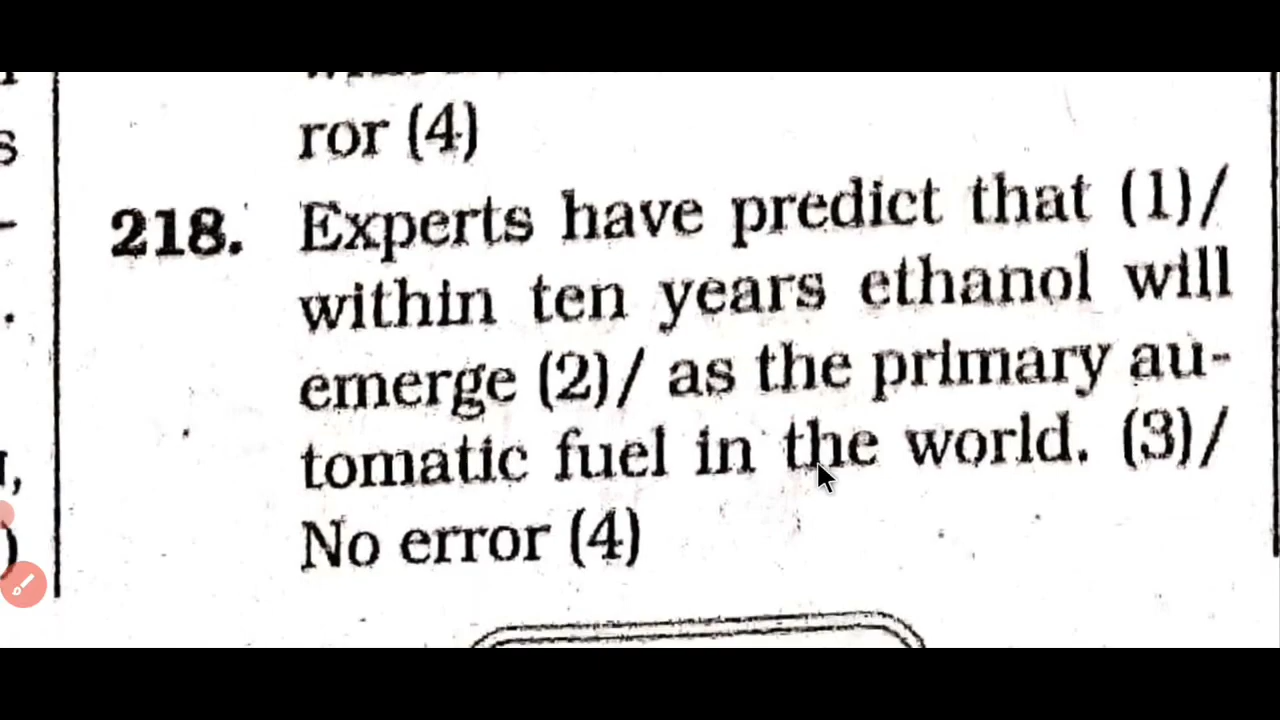 ror (4)
218. Experts have predict that (1)/
within ten years ethanol will
emerge (2)/ as the primary au-
tomatic fuel in the world. (3)/
No error (4)